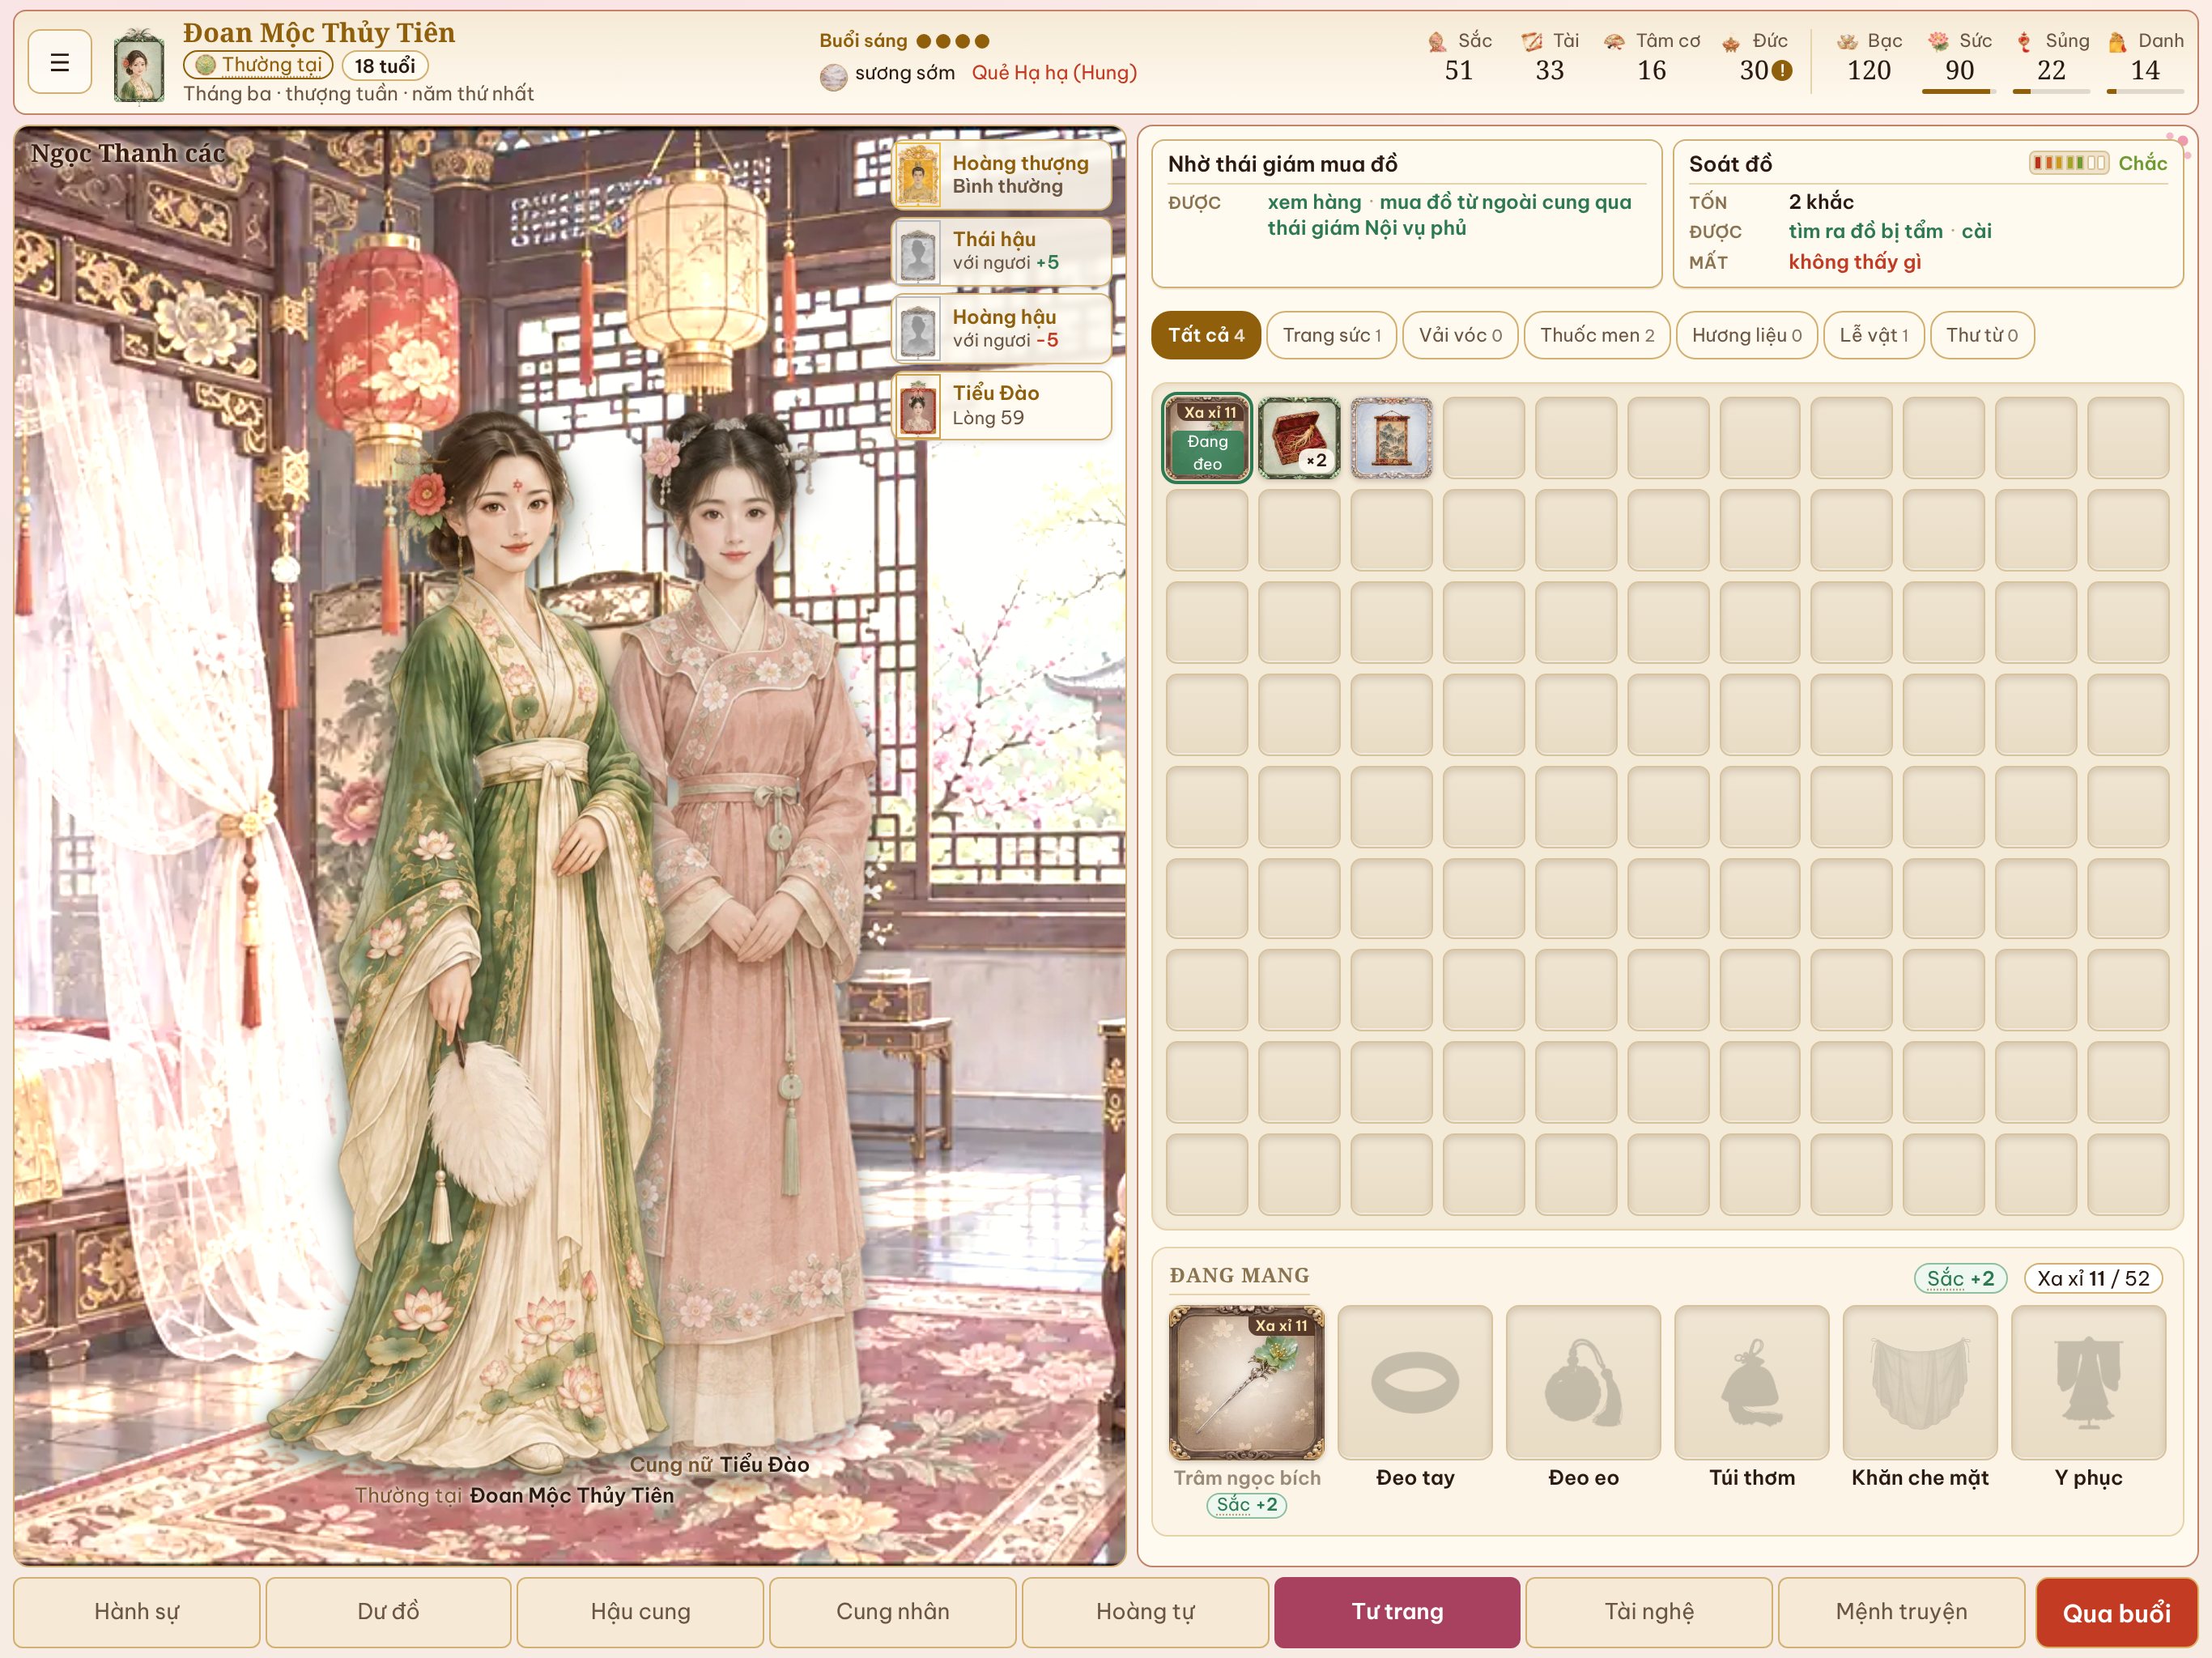 ☰
Đoan Mộc Thủy Tiên
Thường tại 18 tuổi
Tháng ba · thượng tuần · năm thứ nhất
Buổi sáng
sương sớm Quẻ Hạ hạ (Hung)
Sắc Tài Tâm cơ Đức Bạc Sức Sủng Danh
51 33 16 30 ! 120 90 22 14
Ngọc Thanh các
Hoàng thượng
Bình thường
Thái hậu
với ngươi +5
Hoàng hậu
với ngươi -5
Tiểu Đào
Lòng 59
Cung nữ Tiểu Đào
Thường tại Đoan Mộc Thủy Tiên
Nhờ thái giám mua đồ
ĐƯỢC xem hàng · mua đồ từ ngoài cung qua
thái giám Nội vụ phủ
Soát đồ Chắc
TỐN 2 khắc
ĐƯỢC tìm ra đồ bị tẩm · cài
MẤT không thấy gì
Tất cả 4 Trang sức 1 Vải vóc 0 Thuốc men 2 Hương liệu 0 Lễ vật 1 Thư từ 0
Xa xỉ 11
Đang
đeo
×2
ĐANG MANG Sắc +2 Xa xỉ 11 / 52
Xa xỉ 11
Trâm ngọc bích Đeo tay Đeo eo Túi thơm Khăn che mặt Y phục
Sắc +2
Hành sự Dư đồ Hậu cung Cung nhân Hoàng tự Tư trang Tài nghệ Mệnh truyện Qua buổi